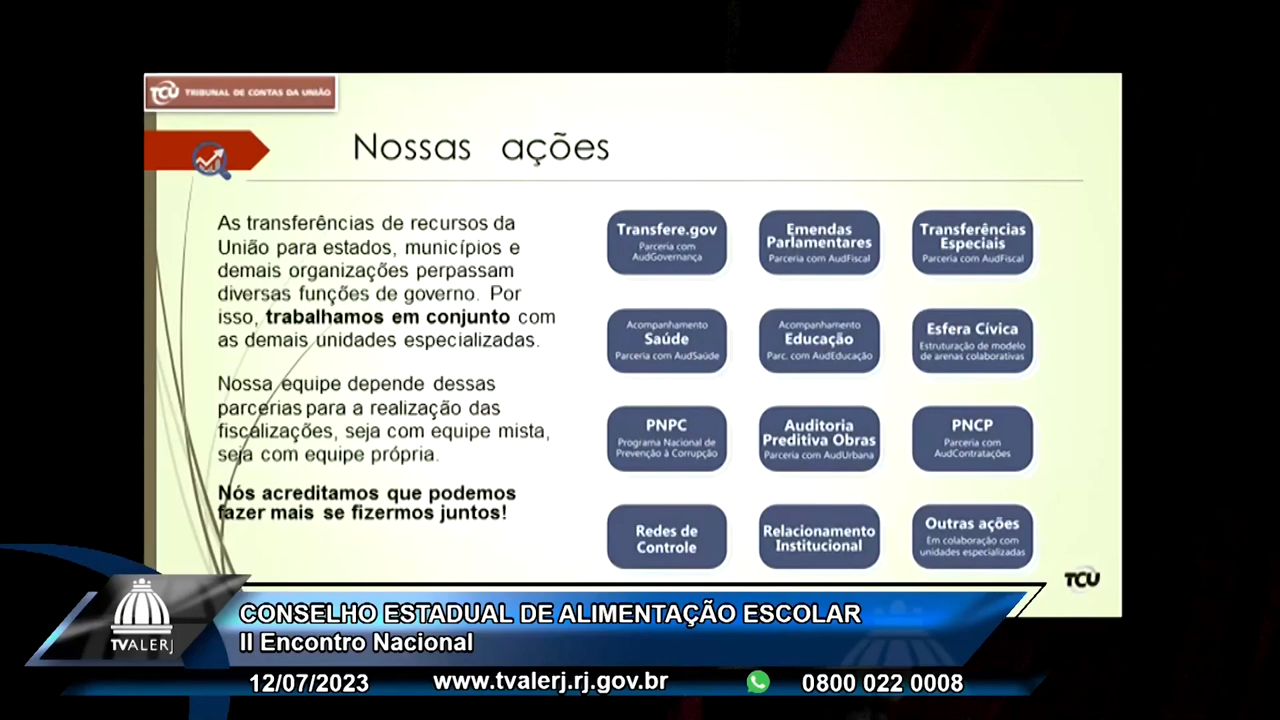 TCU TRIBUNAL DE CONTAS DA UNIÃO
Nossas ações
As transferências de recursos da
União para estados, municípios e
demais organizações perpassam
diversas funções de governo. Por
isso, trabalhamos em conjunto com
as demais unidades especializadas.
Nossa equipe depende dessas
parcerias para a realização das
fiscalizações, seja com equipe mista,
seja com equipe própria.
Nós acreditamos que podemos
fazer mais se fizermos juntos!
Transfere.gov
Parceria com
AudGovernança
Emendas
Parlamentares
Parceria com AudFiscal
Transferências
Especiais
Parceria com AudFiscal
Acompanhamento
Saúde
Parceria com AudSaúde
Acompanhamento
Educação
Parc. com AudEducação
Esfera Cívica
Estruturação de modelo
de arenas colaborativas
PNPC
Programa Nacional de
Prevenção à Corrupção
Auditoria
Preditiva Obras
Parceria com AudUrbana
PNCP
Parceria com
AudContratações
Redes de
Controle
Relacionamento
Institucional
Outras ações
Em colaboração com
unidades especializadas
TCU
TVALERJ
CONSELHO ESTADUAL DE ALIMENTAÇÃO ESCOLAR
II Encontro Nacional
12/07/2023 www.tvalerj.rj.gov.br 0800 022 0008